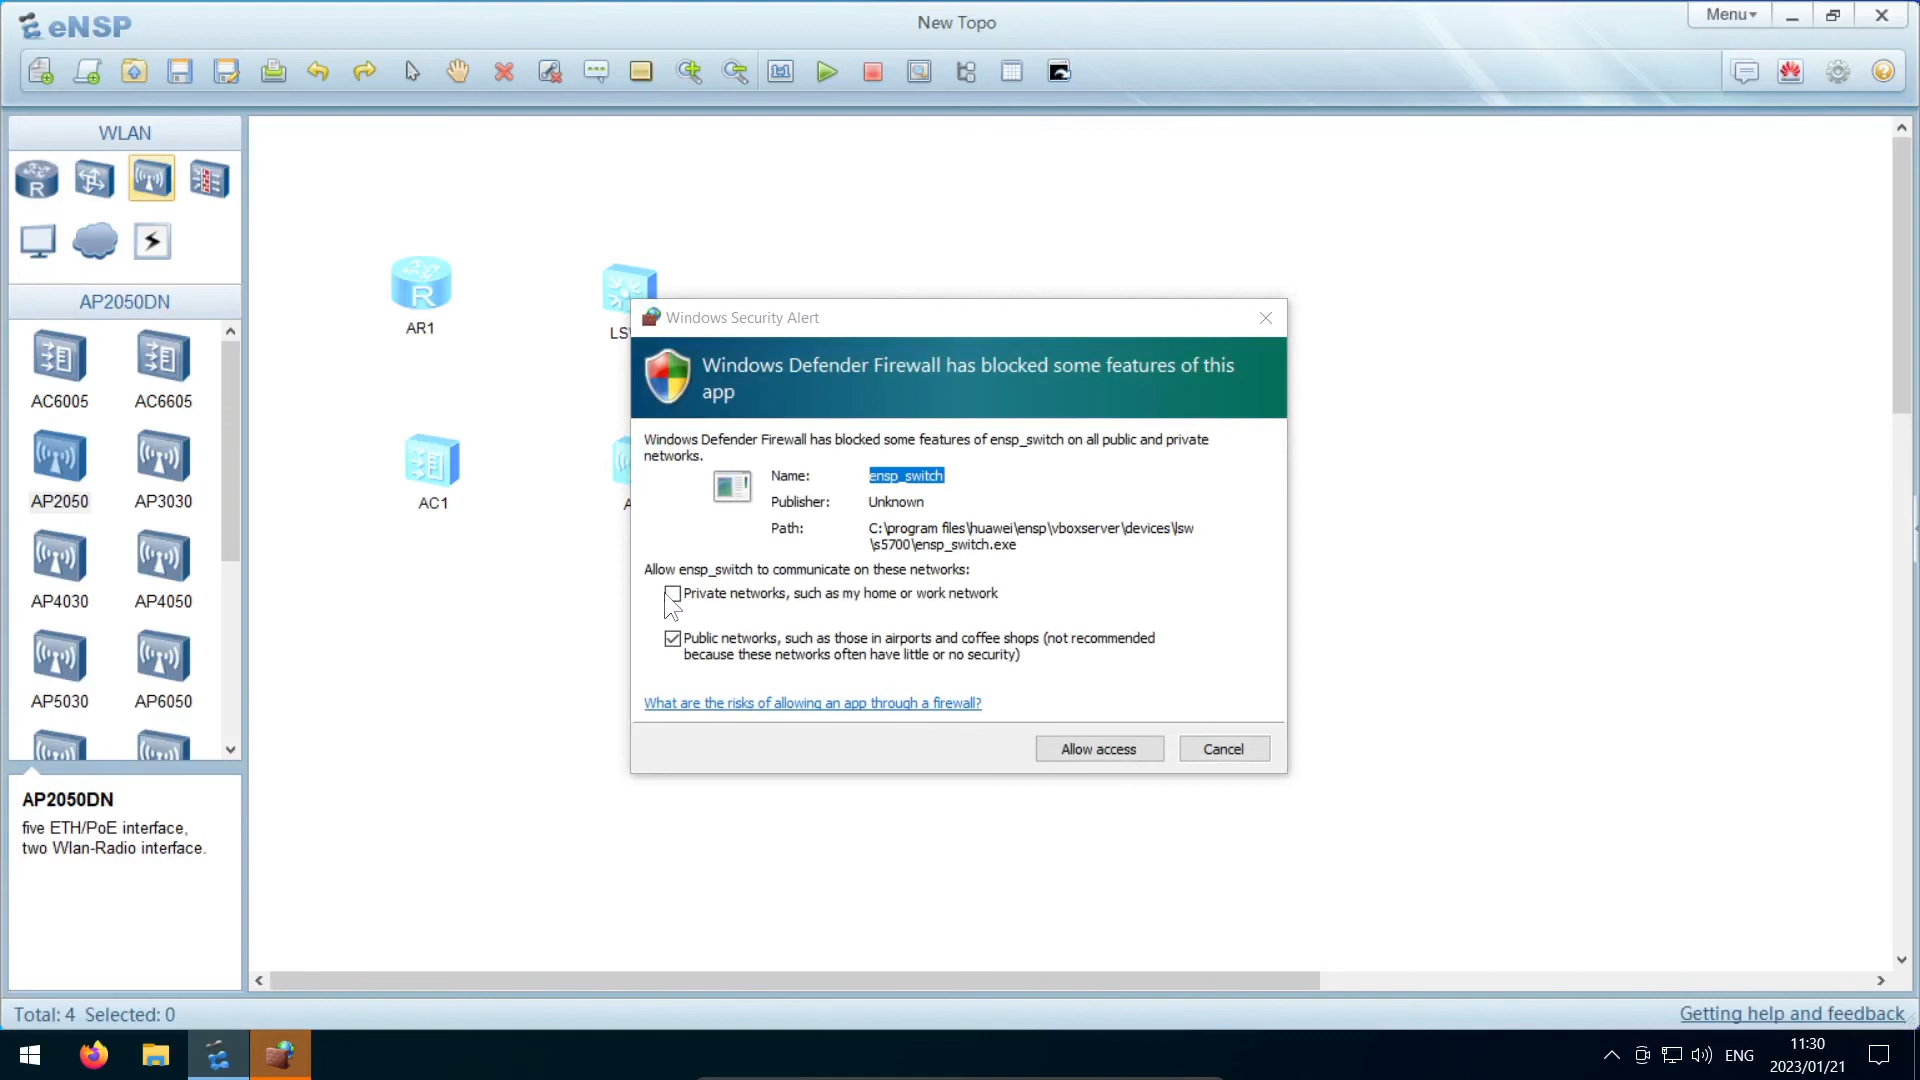 eNSP
New Topo
Menu
WLAN
AP2050DN
AC6005
AC6605
AP2050
AP3030
AP4030
AP4050
AP5030
AP6050
AP2050DN
five ETH/PoE interface,
two Wlan-Radio interface.
R
AR1
AC1
Windows Security Alert
Windows Defender Firewall has blocked some features of this
app
Windows Defender Firewall has blocked some features of ensp_switch on all public and private
networks.
Name: ensp_switch
Publisher: Unknown
Path: C:\program files\huawei\ensp\vboxserver\devices\lsw
\s5700\ensp_switch.exe
Allow ensp_switch to communicate on these networks:
Private networks, such as my home or work network
Public networks, such as those in airports and coffee shops (not recommended
because these networks often have little or no security)
What are the risks of allowing an app through a firewall?
Allow access
Cancel
Total: 4 Selected: 0
Getting help and feedback
ENG
11:30
2023/01/21